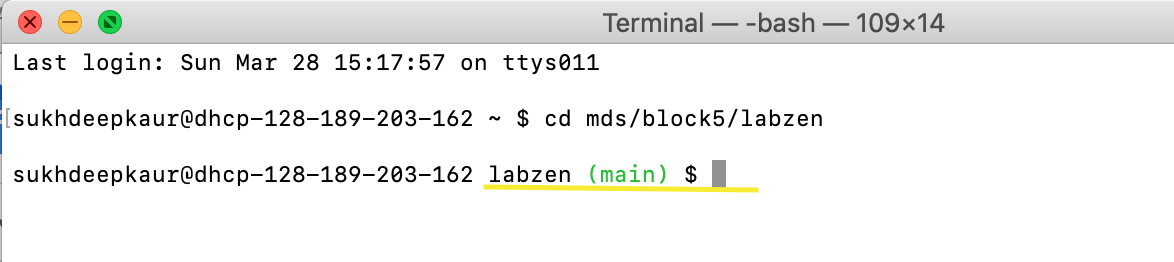 Terminal — -bash — 109×14
Last login: Sun Mar 28 15:17:57 on ttys011
[sukhdeepkaur@dhcp-128-189-203-162 ~ $ cd mds/block5/labzen
sukhdeepkaur@dhcp-128-189-203-162 labzen (main) $